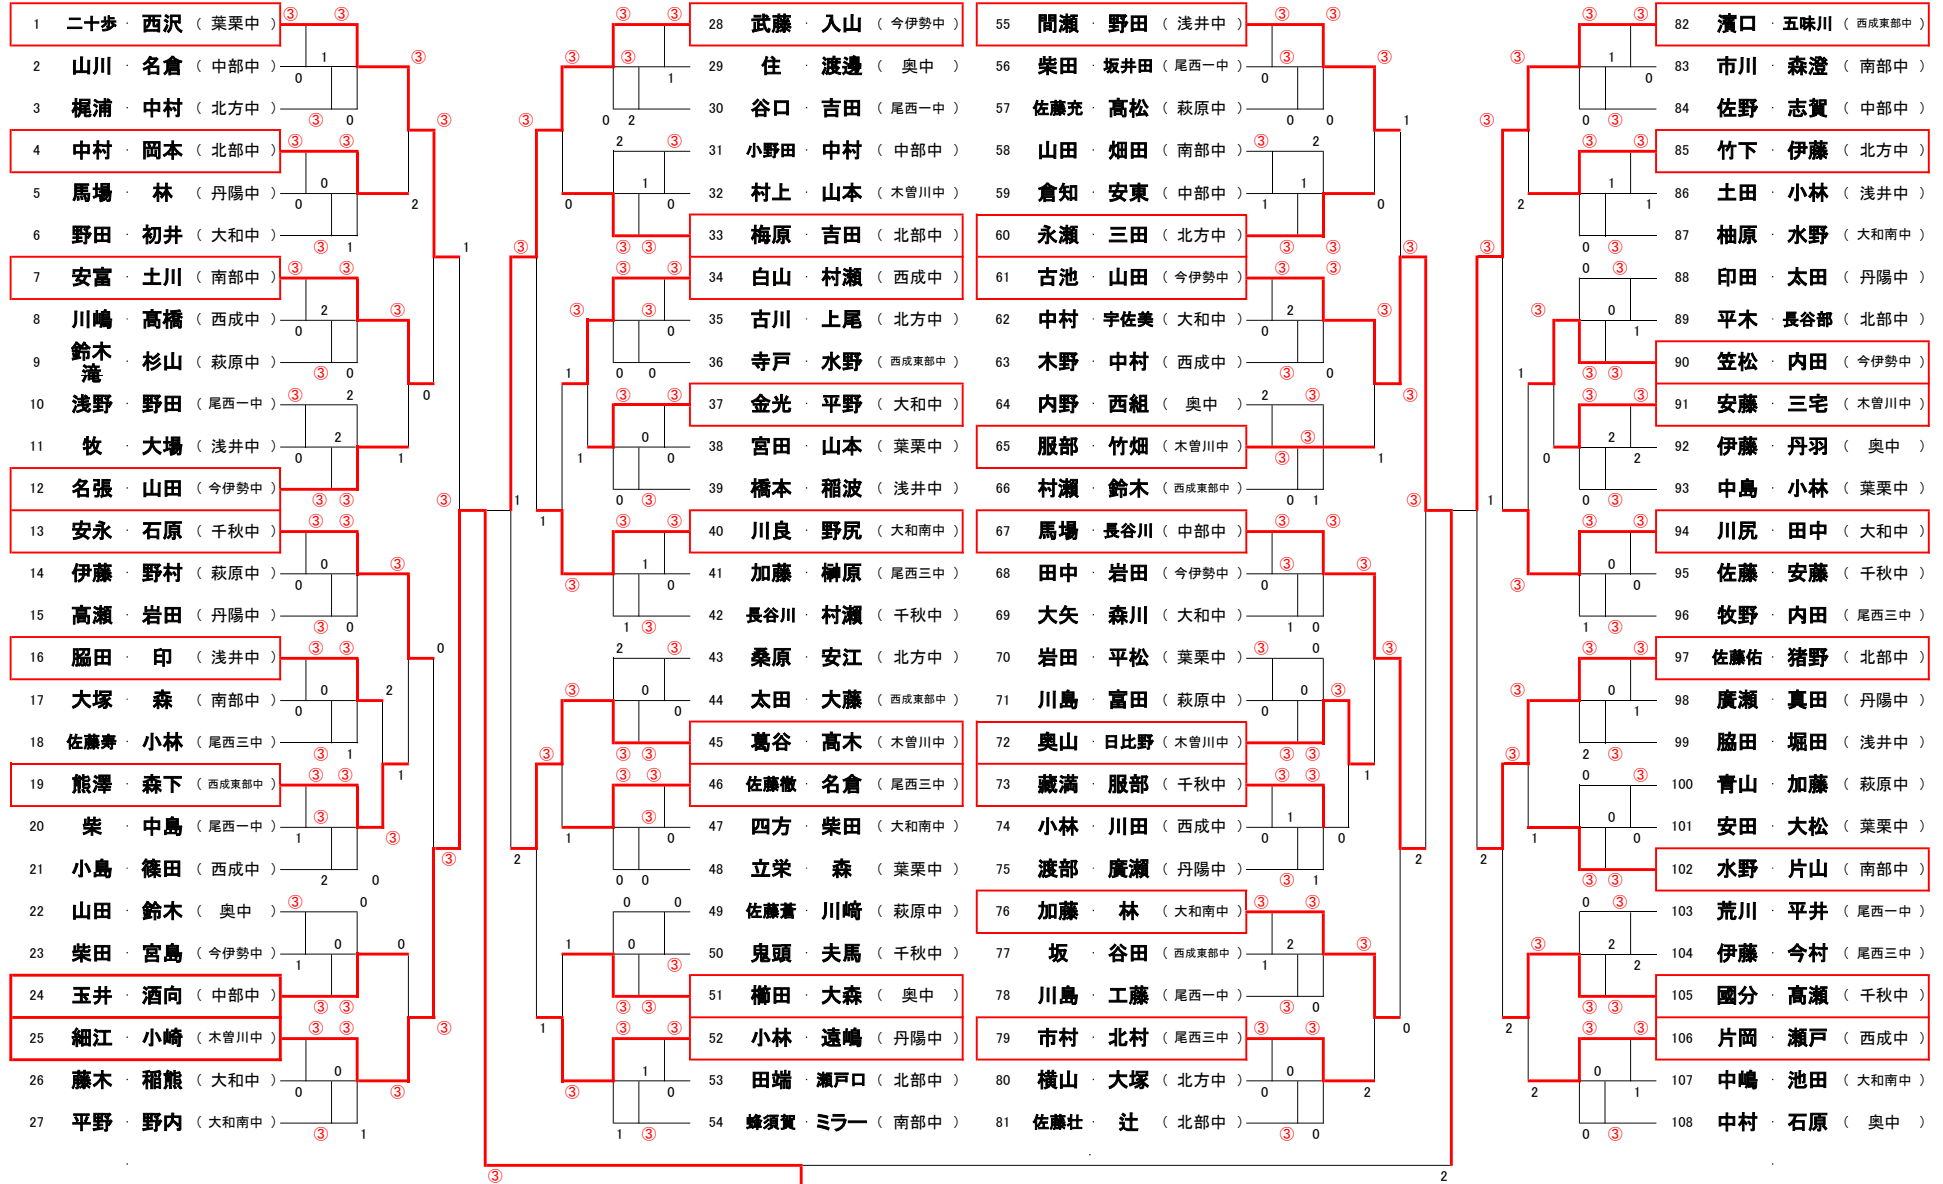 1 二十歩 · 西沢 ( 葉栗中 )
2 山川 · 名倉 ( 中部中 )
3 梶浦 · 中村 ( 北方中 )
4 中村 · 岡本 ( 北部中 )
5 馬場 · 林 ( 丹陽中 )
6 野田 · 初井 ( 大和中 )
7 安富 · 土川 ( 南部中 )
8 川嶋 · 髙橋 ( 西成中 )
9 鈴木 滝 · 杉山 ( 萩原中 )
10 浅野 · 野田 ( 尾西一中 )
11 牧 · 大場 ( 浅井中 )
12 名張 · 山田 ( 今伊勢中 )
13 安永 · 石原 ( 千秋中 )
14 伊藤 · 野村 ( 萩原中 )
15 高瀬 · 岩田 ( 丹陽中 )
16 脇田 · 印 ( 浅井中 )
17 大塚 · 森 ( 南部中 )
18 佐藤寿 · 小林 ( 尾西三中 )
19 熊澤 · 森下 ( 西成東部中 )
20 柴 · 中島 ( 尾西一中 )
21 小島 · 篠田 ( 西成中 )
22 山田 · 鈴木 ( 奥中 )
23 柴田 · 宮島 ( 今伊勢中 )
24 玉井 · 酒向 ( 中部中 )
25 細江 · 小崎 ( 木曽川中 )
26 藤木 · 稲熊 ( 大和中 )
27 平野 · 野内 ( 大和南中 )
28 武藤 · 入山 ( 今伊勢中 )
29 住 · 渡邊 ( 奥中 )
30 谷口 · 吉田 ( 尾西一中 )
31 小野田 · 中村 ( 中部中 )
32 村上 · 山本 ( 木曽川中 )
33 梅原 · 吉田 ( 北部中 )
34 白山 · 村瀬 ( 西成中 )
35 古川 · 上尾 ( 北方中 )
36 寺戸 · 水野 ( 西成東部中 )
37 金光 · 平野 ( 大和中 )
38 宮田 · 山本 ( 葉栗中 )
39 橋本 · 稲波 ( 浅井中 )
40 川良 · 野尻 ( 大和南中 )
41 加藤 · 榊原 ( 尾西三中 )
42 長谷川 · 村瀬 ( 千秋中 )
43 桑原 · 安江 ( 北方中 )
44 太田 · 大藤 ( 西成東部中 )
45 葛谷 · 髙木 ( 木曽川中 )
46 佐藤徹 · 名倉 ( 尾西三中 )
47 四方 · 柴田 ( 大和南中 )
48 立栄 · 森 ( 葉栗中 )
49 佐藤蒼 · 川﨑 ( 萩原中 )
50 鬼頭 · 夫馬 ( 千秋中 )
51 櫛田 · 大森 ( 奥中 )
52 小林 · 遠嶋 ( 丹陽中 )
53 田端 · 瀬戸口 ( 北部中 )
54 蜂須賀 · ミラー ( 南部中 )
55 間瀬 · 野田 ( 浅井中 )
56 柴田 · 坂井田 ( 尾西一中 )
57 佐藤充 · 髙松 ( 萩原中 )
58 山田 · 畑田 ( 南部中 )
59 倉知 · 安東 ( 中部中 )
60 永瀬 · 三田 ( 北方中 )
61 古池 · 山田 ( 今伊勢中 )
62 中村 · 宇佐美 ( 大和中 )
63 木野 · 中村 ( 西成中 )
64 内野 · 西組 ( 奥中 )
65 服部 · 竹畑 ( 木曽川中 )
66 村瀬 · 鈴木 ( 西成東部中 )
67 馬場 · 長谷川 ( 中部中 )
68 田中 · 岩田 ( 今伊勢中 )
69 大矢 · 森川 ( 大和中 )
70 岩田 · 平松 ( 葉栗中 )
71 川島 · 富田 ( 萩原中 )
72 奥山 · 日比野 ( 木曽川中 )
73 藏満 · 服部 ( 千秋中 )
74 小林 · 川田 ( 西成中 )
75 渡部 · 廣瀬 ( 丹陽中 )
76 加藤 · 林 ( 大和南中 )
77 坂 · 谷田 ( 西成東部中 )
78 川島 · 工藤 ( 尾西一中 )
79 市村 · 北村 ( 尾西三中 )
80 横山 · 大塚 ( 北方中 )
81 佐藤壮 · 辻 ( 北部中 )
82 濱口 · 五味川 ( 西成東部中 )
83 市川 · 森澄 ( 南部中 )
84 佐野 · 志賀 ( 中部中 )
85 竹下 · 伊藤 ( 北方中 )
86 土田 · 小林 ( 浅井中 )
87 柚原 · 水野 ( 大和南中 )
88 印田 · 太田 ( 丹陽中 )
89 平木 · 長谷部 ( 北部中 )
90 笠松 · 内田 ( 今伊勢中 )
91 安藤 · 三宅 ( 木曽川中 )
92 伊藤 · 丹羽 ( 奥中 )
93 中島 · 小林 ( 葉栗中 )
94 川尻 · 田中 ( 大和中 )
95 佐藤 · 安藤 ( 千秋中 )
96 牧野 · 内田 ( 尾西三中 )
97 佐藤佑 · 猪野 ( 北部中 )
98 廣瀬 · 真田 ( 丹陽中 )
99 脇田 · 堀田 ( 浅井中 )
100 青山 · 加藤 ( 萩原中 )
101 安田 · 大松 ( 葉栗中 )
102 水野 · 片山 ( 南部中 )
103 荒川 · 平井 ( 尾西一中 )
104 伊藤 · 今村 ( 尾西三中 )
105 國分 · 髙瀬 ( 千秋中 )
106 片岡 · 瀬戸 ( 西成中 )
107 中嶋 · 池田 ( 大和南中 )
108 中村 · 石原 ( 奥中 )
③ 2